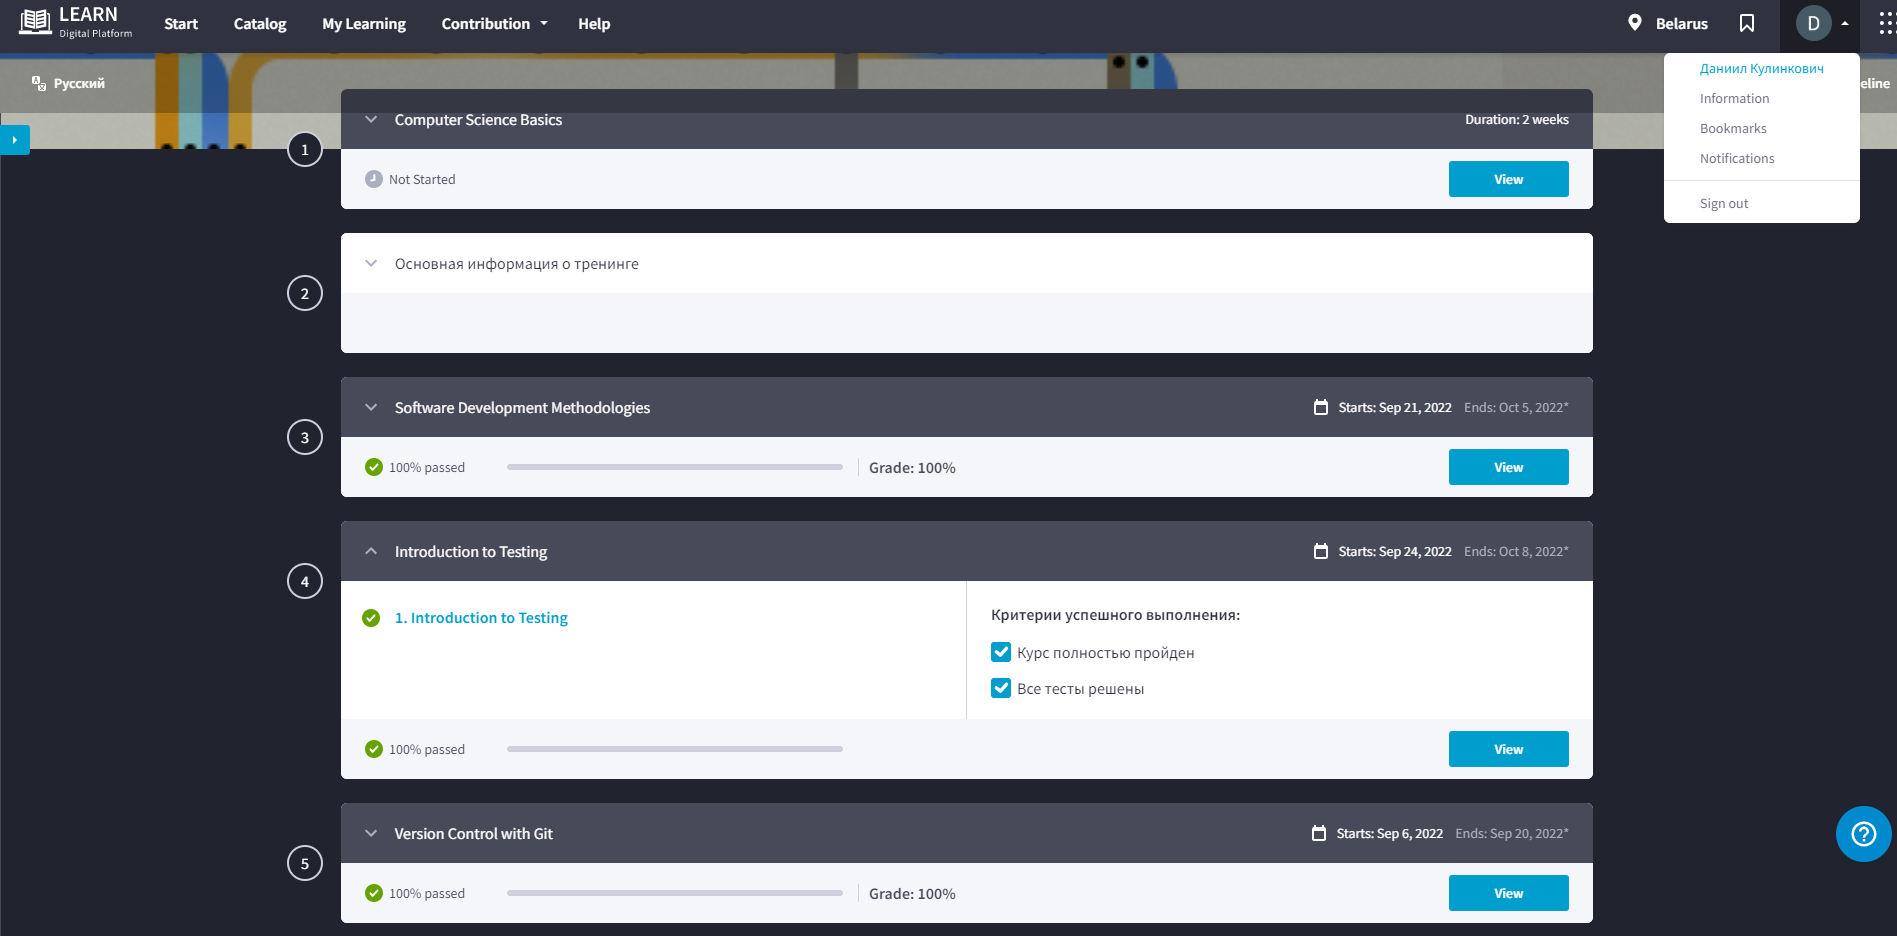 LEARN
Digital Platform
Start
Catalog
My Learning
Contribution
Help
Belarus
D
Русский
eline
Даниил Кулинкович
Information
Bookmarks
Notifications
Sign out
1
Computer Science Basics
Duration: 2 weeks
Not Started
View
2
Основная информация о тренинге
3
Software Development Methodologies
Starts: Sep 21, 2022
Ends: Oct 5, 2022*
100% passed
Grade: 100%
View
4
Introduction to Testing
Starts: Sep 24, 2022
Ends: Oct 8, 2022*
1. Introduction to Testing
Критерии успешного выполнения:
Курс полностью пройден
Все тесты решены
100% passed
View
5
Version Control with Git
Starts: Sep 6, 2022
Ends: Sep 20, 2022*
100% passed
Grade: 100%
View